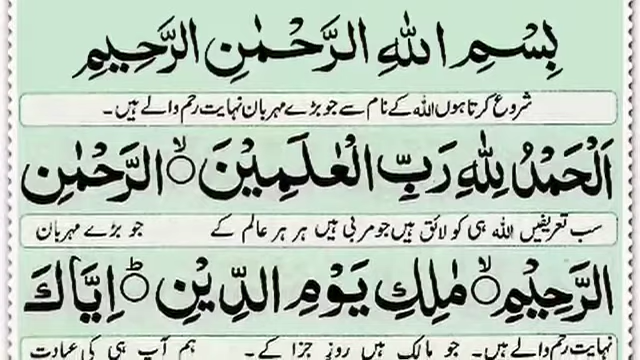 بِسْمِ اللهِ الرَّحْمٰنِ الرَّحِيْمِ
شروع کرتا ہوں اللہ کے نام سے جو بڑے مہربان نہایت رحم والے ہیں۔
اَلْحَمْدُ لِلّٰهِ رَبِّ الْعٰلَمِيْنَ ۙ الرَّحْمٰنِ
سب تعریفیں اللہ ہی کو لائق ہیں جو مربی ہیں ہر ہر عالم کے جو بڑے مہربان
الرَّحِيْمِ ۙ مٰلِكِ يَوْمِ الدِّيْنِ ؕ اِيَّاكَ
نہایت رحم والے ہیں۔ جو مالک ہیں روز جزا کے۔ ہم آپ ہی کی عبادت